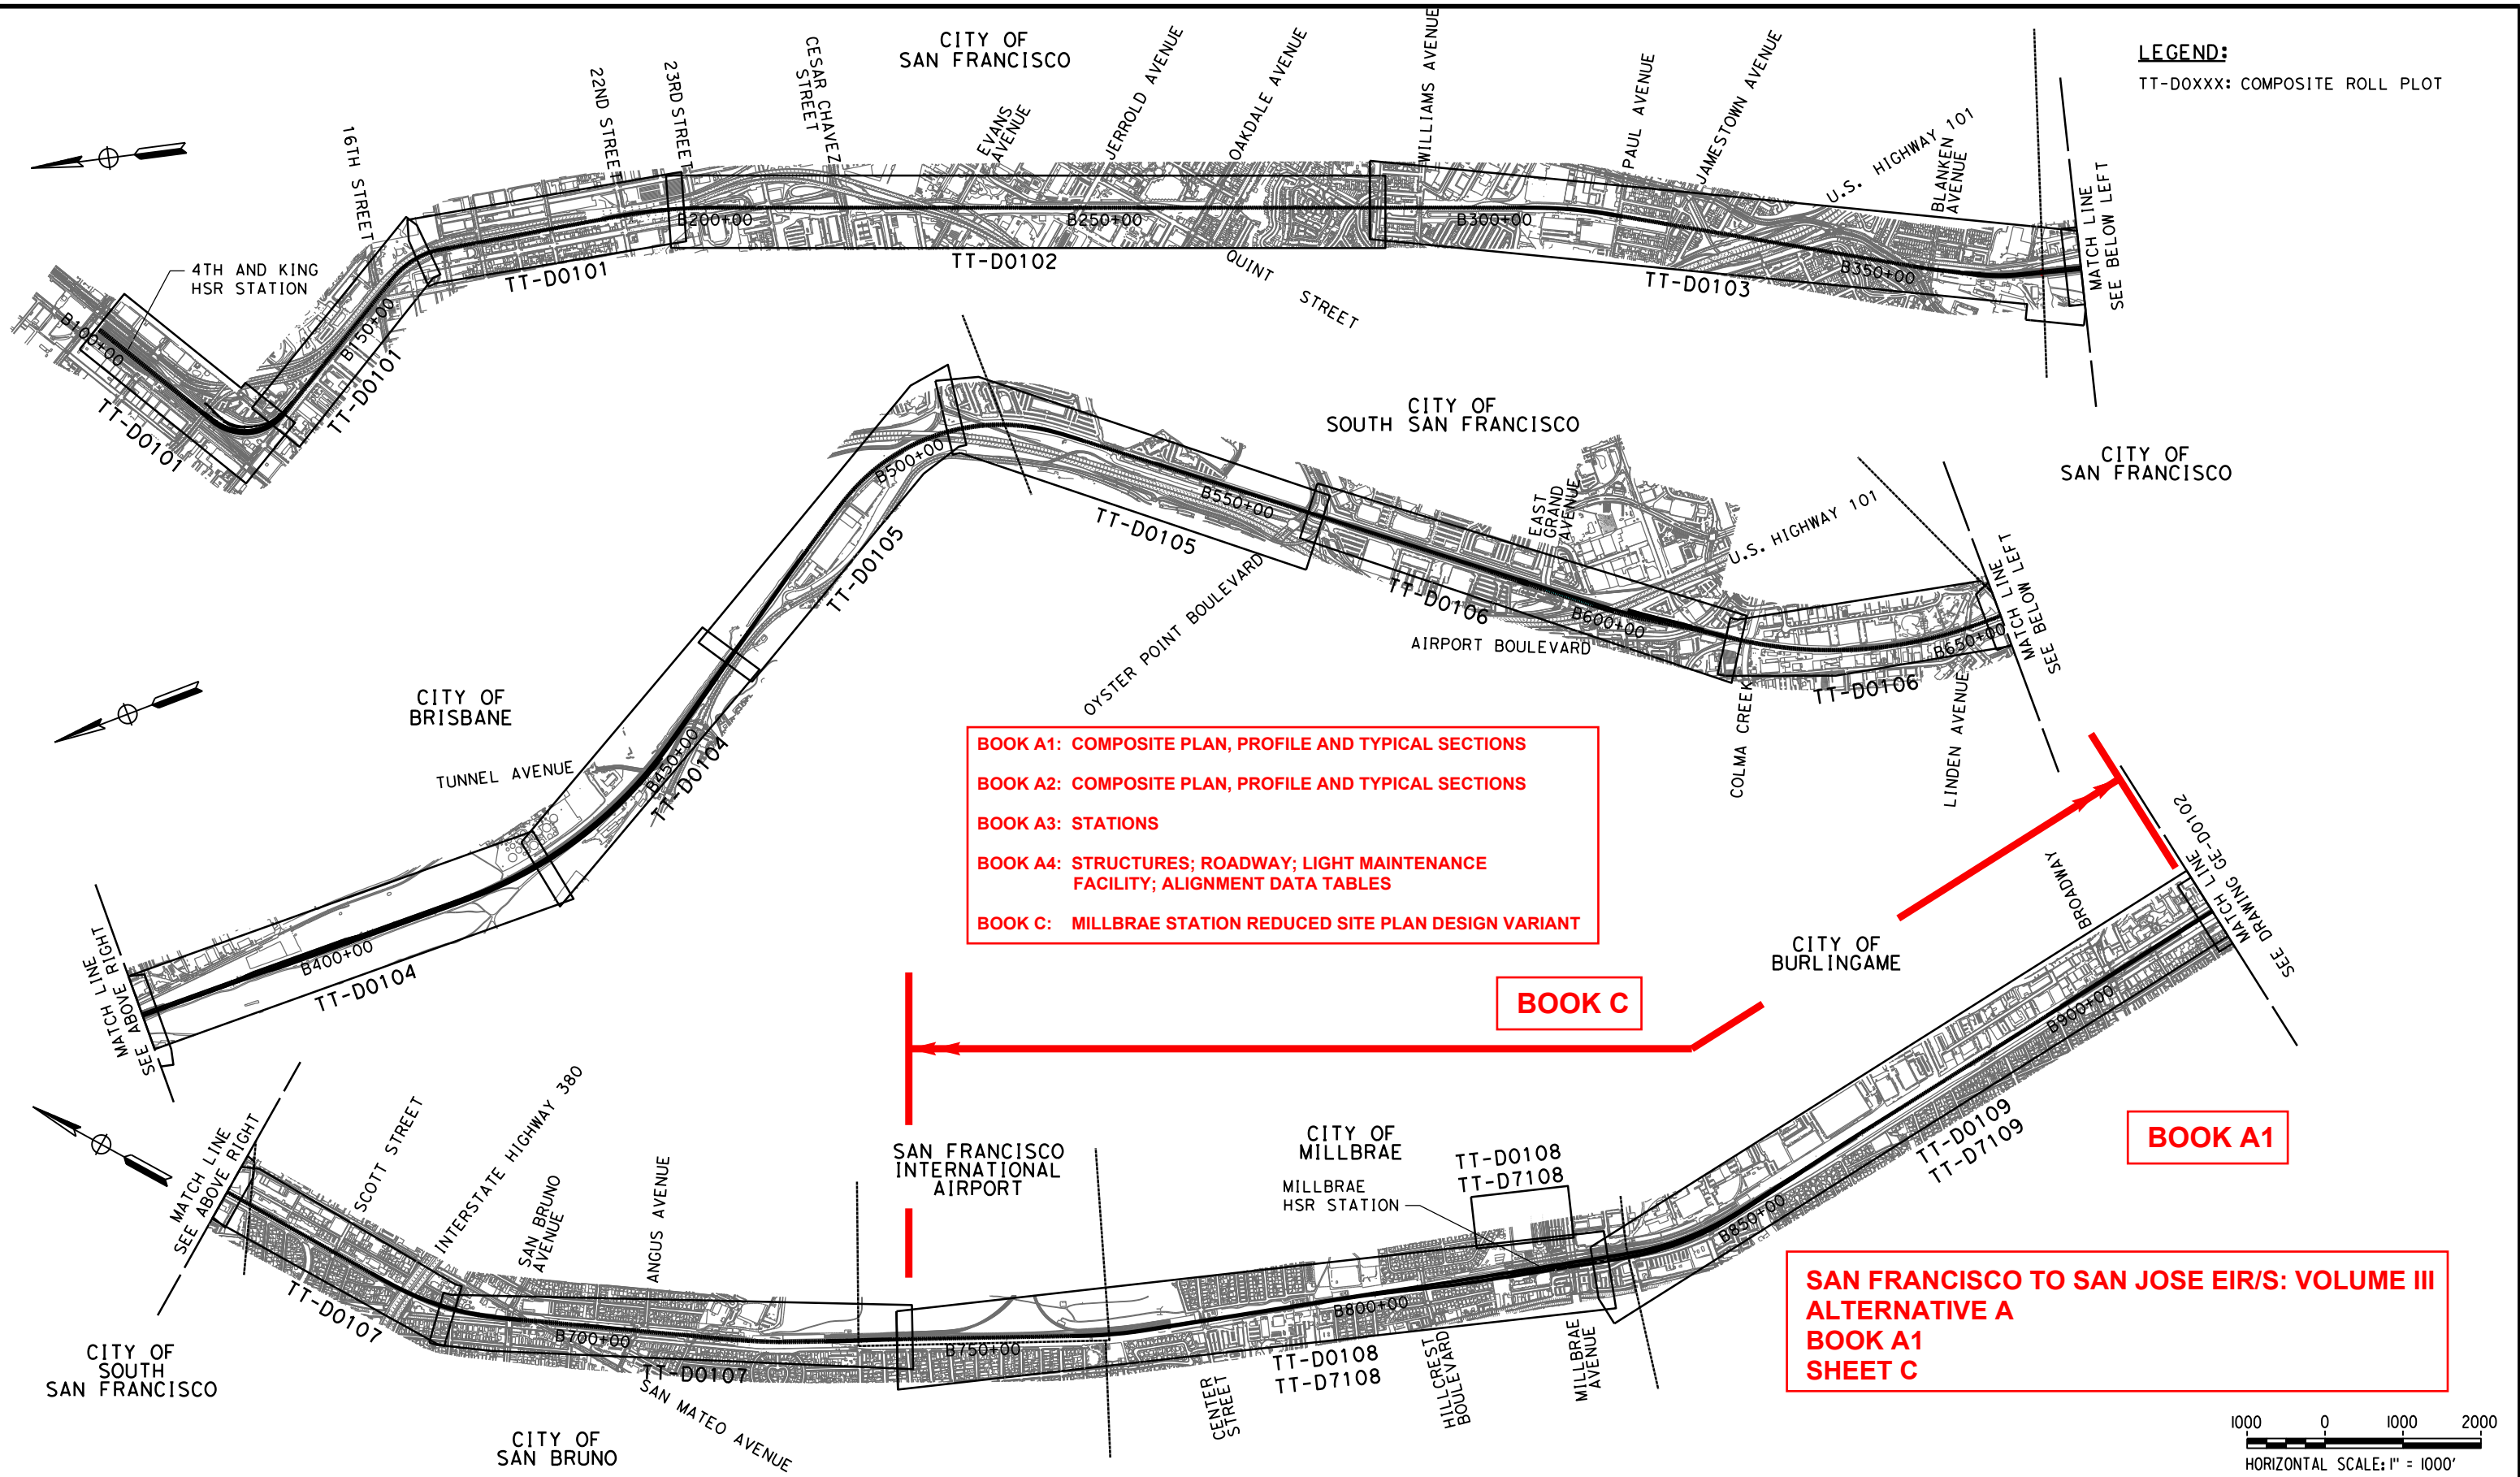 CITY OF
SAN FRANCISCO
LEGEND:
TT-D0XXX: COMPOSITE ROLL PLOT
16TH STREET
22ND STREET
23RD STREET
CESAR CHAVEZ
STREET
EVANS
AVENUE
JERROLD AVENUE
OAKDALE AVENUE
WILLIAMS AVENUE
PAUL AVENUE
JAMESTOWN AVENUE
U.S. HIGHWAY 101
BLANKEN
AVENUE
MATCH LINE
SEE BELOW LEFT
4TH AND KING
HSR STATION
B100+00
B150+00
B200+00
B250+00
B300+00
B350+00
TT-D0101
TT-D0101
TT-D0101
TT-D0102
QUINT STREET
TT-D0103
CITY OF
SOUTH SAN FRANCISCO
CITY OF
SAN FRANCISCO
B500+00
B550+00
EAST
GRAND
AVENUE
U.S. HIGHWAY 101
MATCH LINE
SEE BELOW LEFT
TT-D0105
TT-D0105
OYSTER POINT BOULEVARD
TT-D0106
B600+00
AIRPORT BOULEVARD
B650+00
TT-D0106
COLMA CREEK
LINDEN AVENUE
CITY OF
BRISBANE
TUNNEL AVENUE
B450+00
TT-D0104
B400+00
TT-D0104
MATCH LINE
SEE ABOVE RIGHT
BOOK A1: COMPOSITE PLAN, PROFILE AND TYPICAL SECTIONS
BOOK A2: COMPOSITE PLAN, PROFILE AND TYPICAL SECTIONS
BOOK A3: STATIONS
BOOK A4: STRUCTURES; ROADWAY; LIGHT MAINTENANCE
FACILITY; ALIGNMENT DATA TABLES
BOOK C: MILLBRAE STATION REDUCED SITE PLAN DESIGN VARIANT
BOOK C
CITY OF
BURLINGAME
BROADWAY
MATCH LINE
SEE DRAWING GE-D0102
B900+00
BOOK A1
MATCH LINE
SEE ABOVE RIGHT
SCOTT STREET
INTERSTATE HIGHWAY 380
SAN BRUNO
AVENUE
ANGUS AVENUE
SAN FRANCISCO
INTERNATIONAL
AIRPORT
CITY OF
MILLBRAE
MILLBRAE
HSR STATION
TT-D0108
TT-D7108
TT-D0109
TT-D7109
B850+00
B800+00
B750+00
B700+00
TT-D0107
TT-D0107
TT-D0108
TT-D7108
CENTER
STREET
HILLCREST
BOULEVARD
MILLBRAE
AVENUE
SAN MATEO AVENUE
CITY OF
SOUTH
SAN FRANCISCO
CITY OF
SAN BRUNO
SAN FRANCISCO TO SAN JOSE EIR/S: VOLUME III
ALTERNATIVE A
BOOK A1
SHEET C
1000 0 1000 2000
HORIZONTAL SCALE: 1" = 1000'